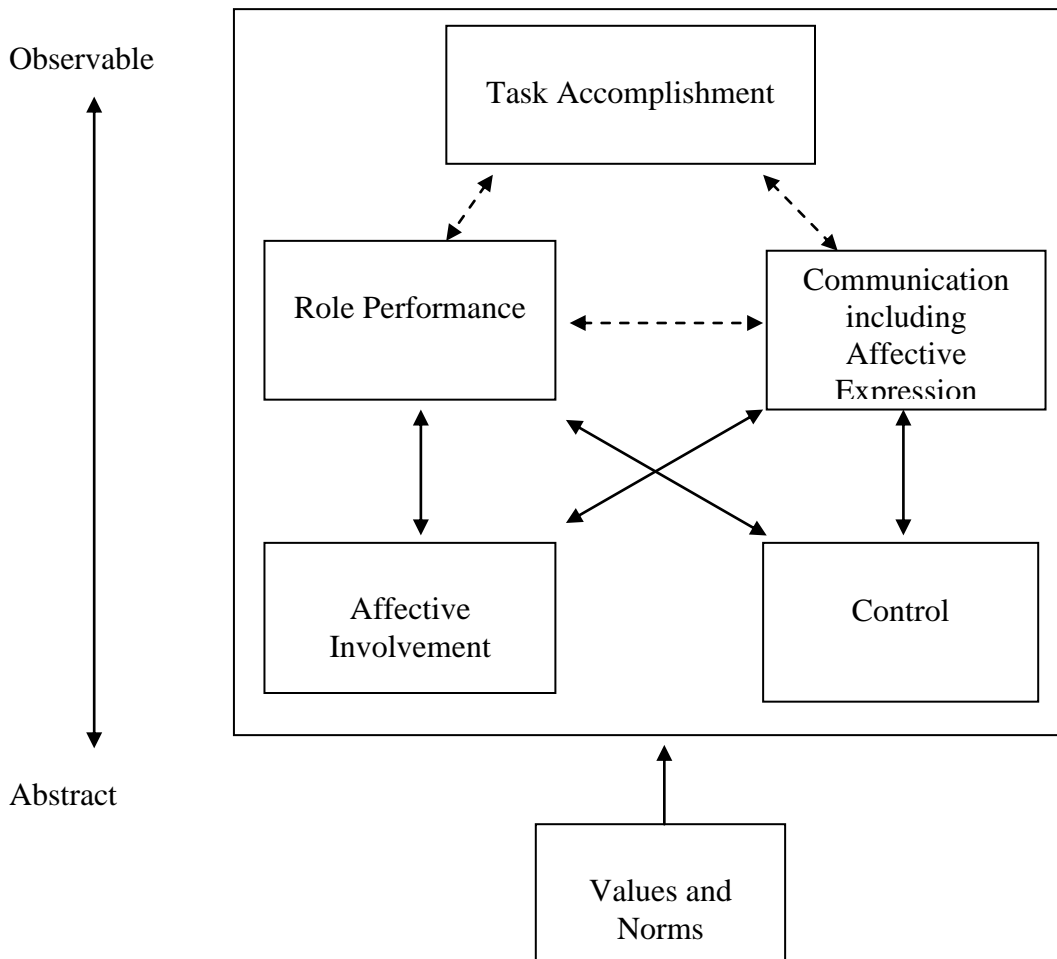 Observable
Task Accomplishment
Role Performance
Communication
including
Affective
Expression
Affective
Involvement
Control
Abstract
Values and
Norms